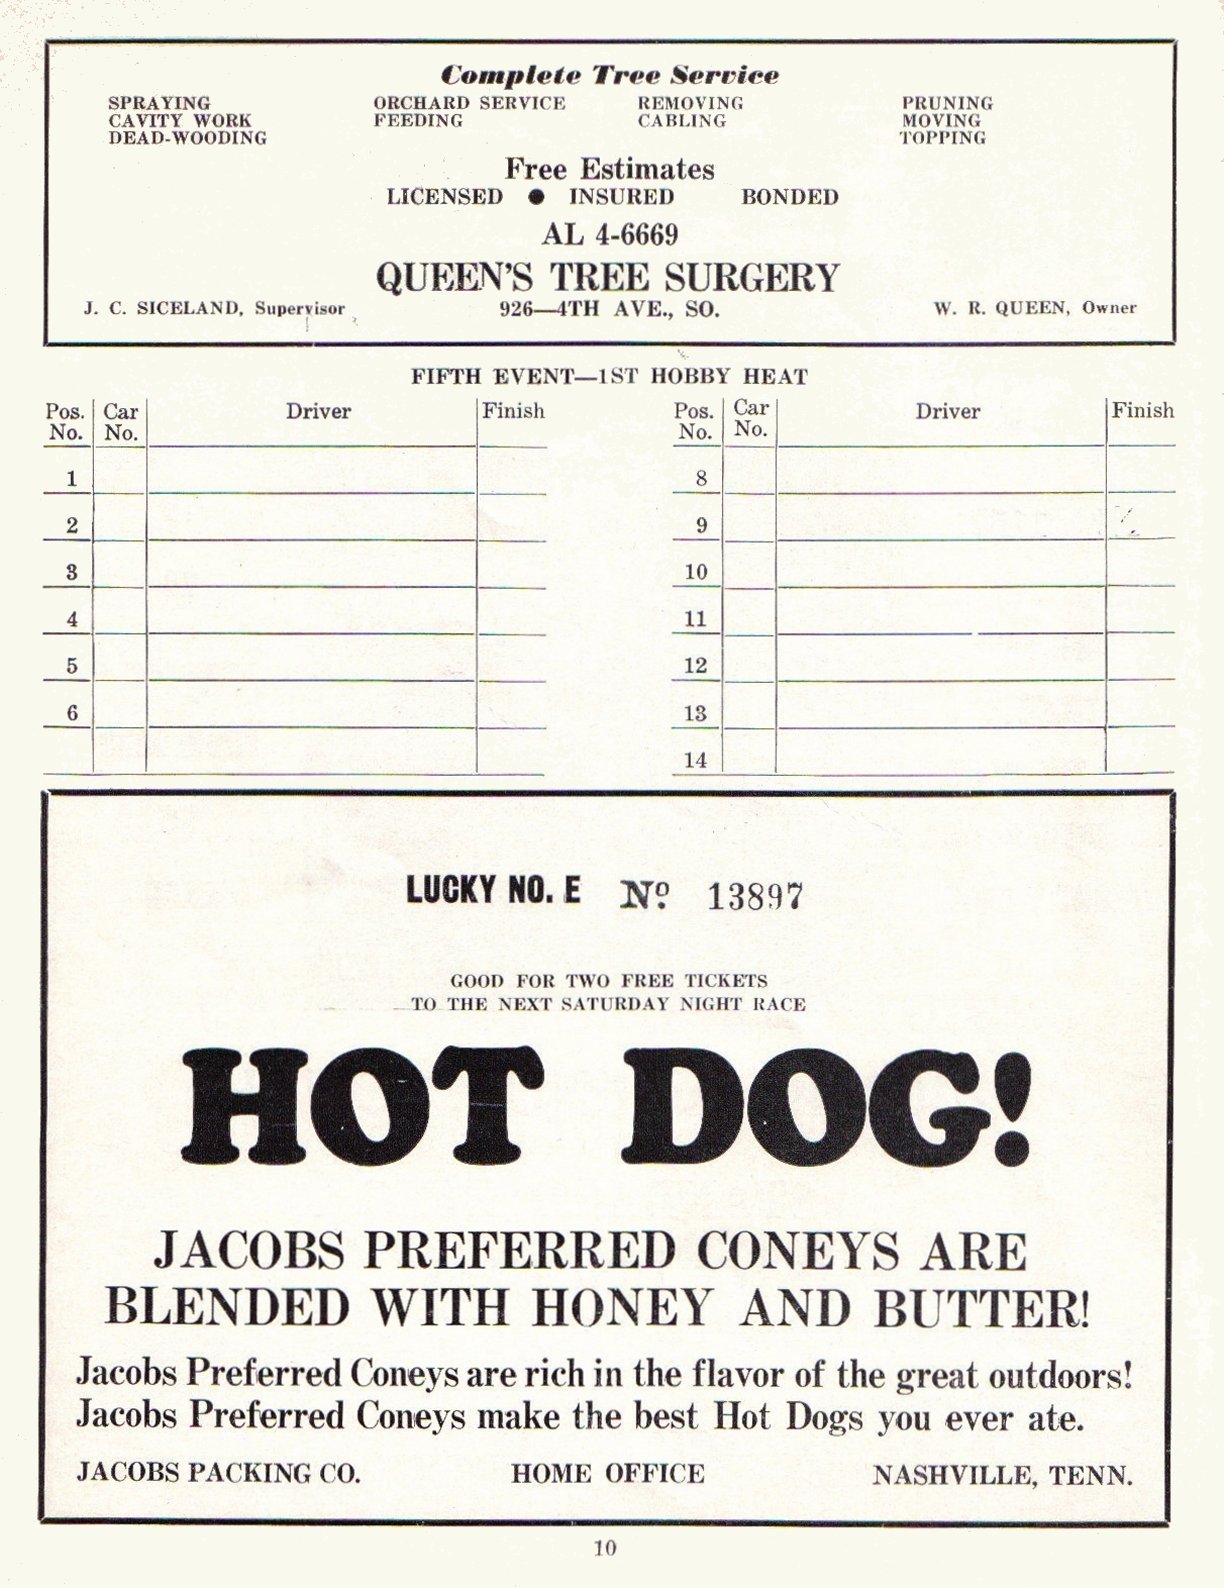 Complete Tree Service
SPRAYING ORCHARD SERVICE REMOVING PRUNING
CAVITY WORK FEEDING CABLING MOVING
DEAD-WOODING TOPPING
Free Estimates
LICENSED ● INSURED BONDED
AL 4-6669
QUEEN'S TREE SURGERY
J. C. SICELAND, Supervisor 926—4TH AVE., SO. W. R. QUEEN, Owner
FIFTH EVENT—1ST HOBBY HEAT
Pos. No. Car No. Driver Finish Pos. No. Car No. Driver Finish
1 8
2 9
3 10
4 11
5 12
6 13
14
LUCKY NO. E Nº 13897
GOOD FOR TWO FREE TICKETS
TO THE NEXT SATURDAY NIGHT RACE
HOT DOG!
JACOBS PREFERRED CONEYS ARE
BLENDED WITH HONEY AND BUTTER!
Jacobs Preferred Coneys are rich in the flavor of the great outdoors!
Jacobs Preferred Coneys make the best Hot Dogs you ever ate.
JACOBS PACKING CO. HOME OFFICE NASHVILLE, TENN.
10